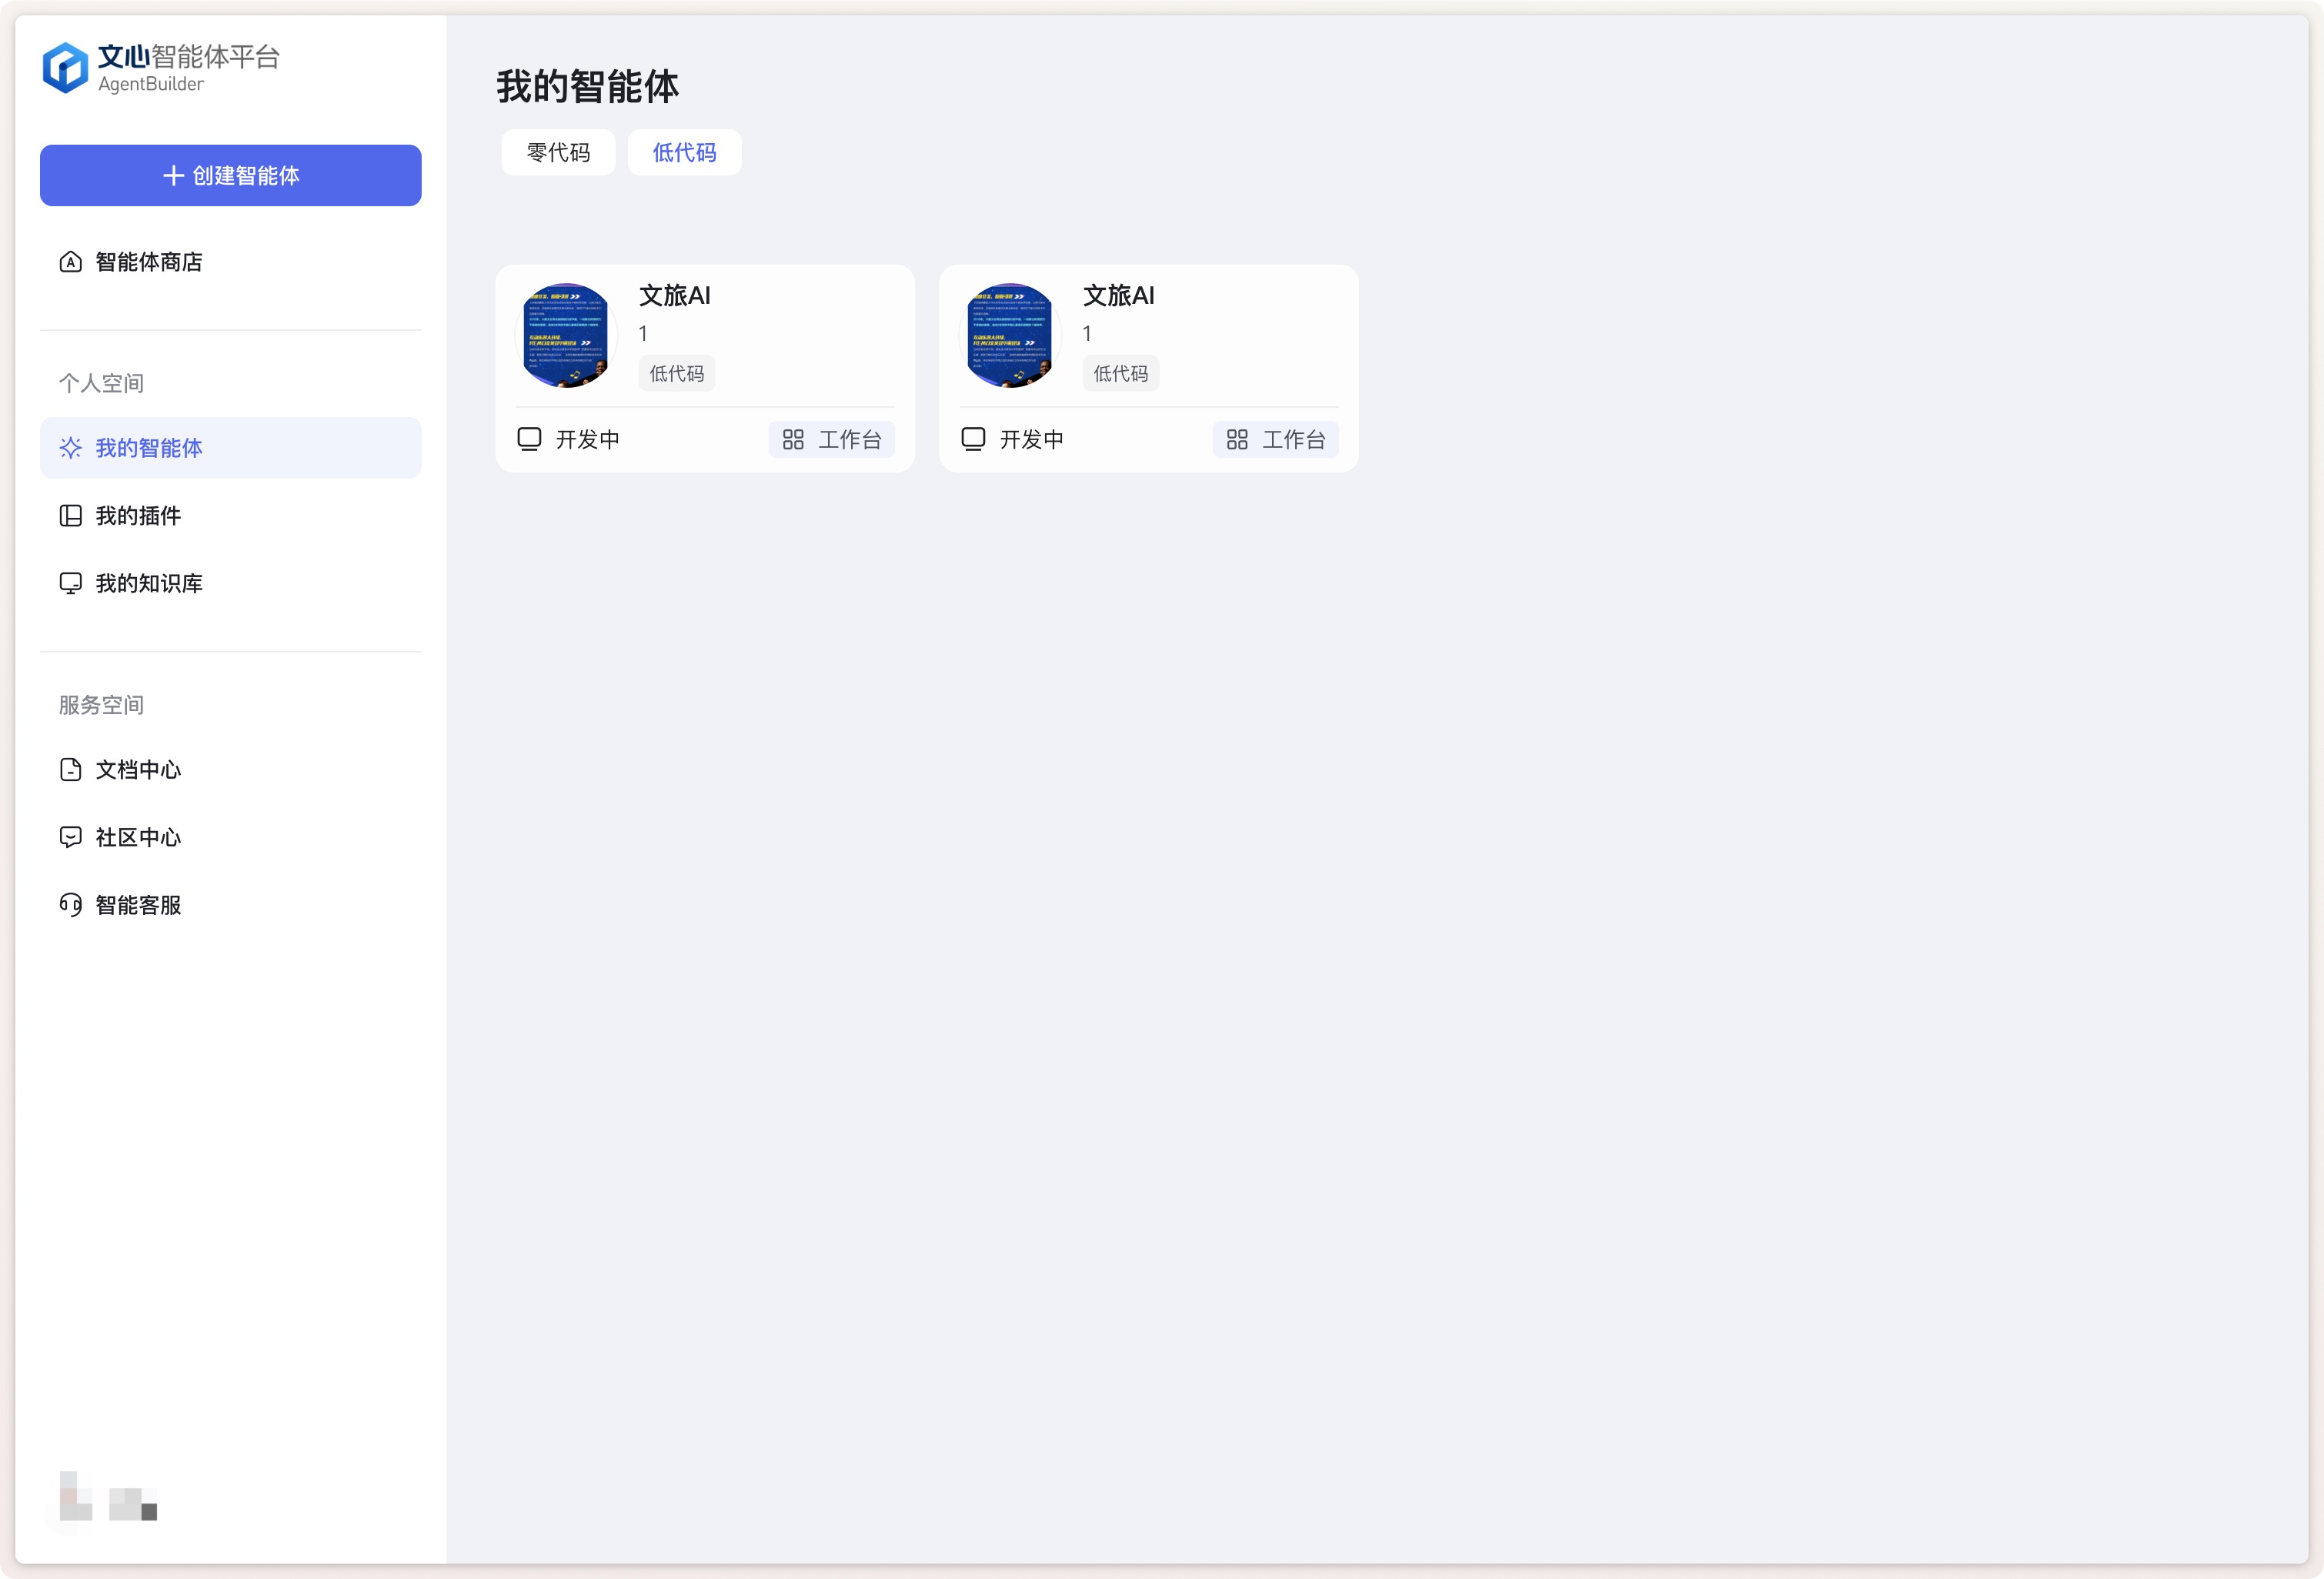 文心智能体平台
AgentBuilder
创建智能体
智能体商店
个人空间
我的智能体
我的插件
我的知识库
服务空间
文档中心
社区中心
智能客服
我的智能体
零代码 低代码
文旅AI
1
低代码
开发中 工作台
文旅AI
1
低代码
开发中 工作台